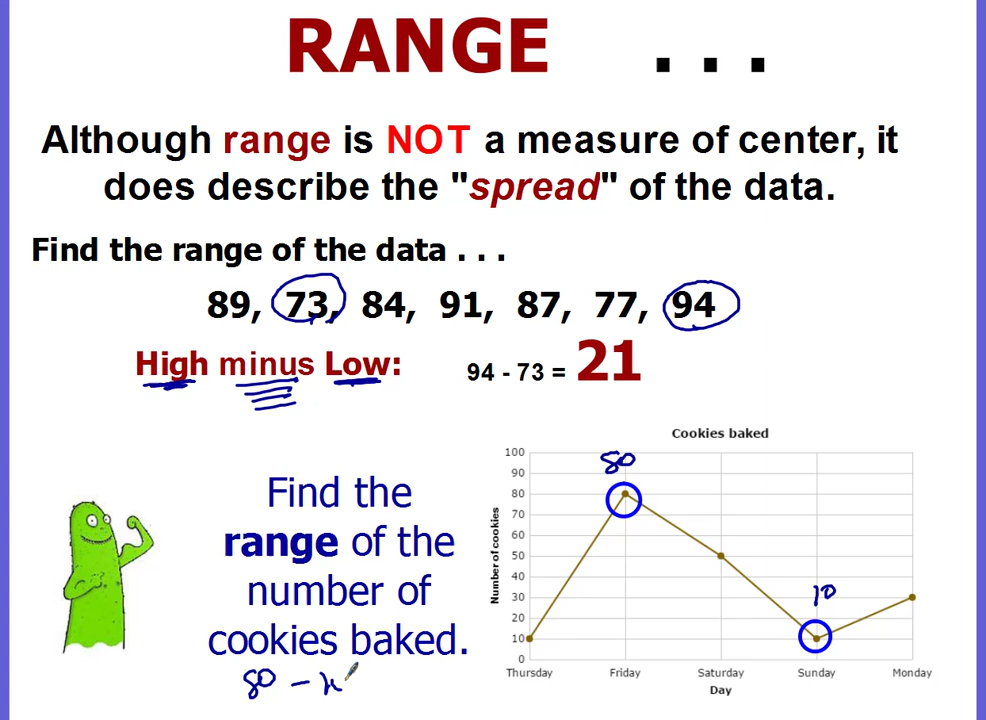 RANGE . . .
Although range is NOT a measure of center, it
does describe the "spread" of the data.
Find the range of the data . . .
89, 73, 84, 91, 87, 77, 94
High minus Low: 94 - 73 = 21
Cookies baked
Find the
range of the
number of
cookies baked.
80 -
Number of cookies
100
90
80
70
60
50
40
30
20
10
0
80
10
Thursday Friday Saturday Sunday Monday
Day